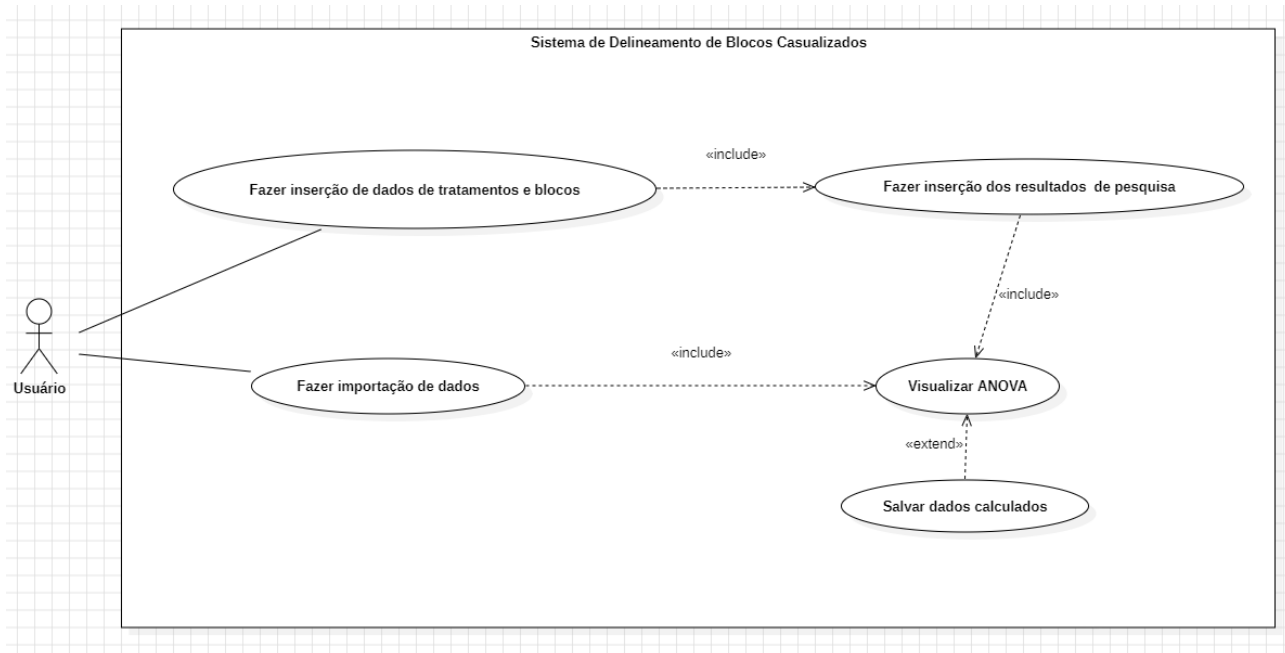 Sistema de Delineamento de Blocos Casualizados
«include»
Fazer inserção de dados de tratamentos e blocos
Fazer inserção dos resultados de pesquisa
«include»
«include»
Usuário
Fazer importação de dados
Visualizar ANOVA
«extend»
Salvar dados calculados